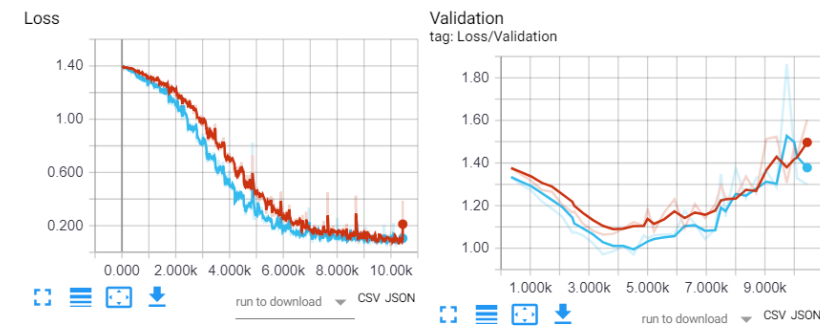 Loss
1.40
1.00
0.600
0.200
0.000 2.000k 4.000k 6.000k 8.000k 10.00k
run to download CSV JSON
Validation
tag: Loss/Validation
1.80
1.60
1.40
1.20
1.00
1.000k 3.000k 5.000k 7.000k 9.000k
run to download CSV JSON